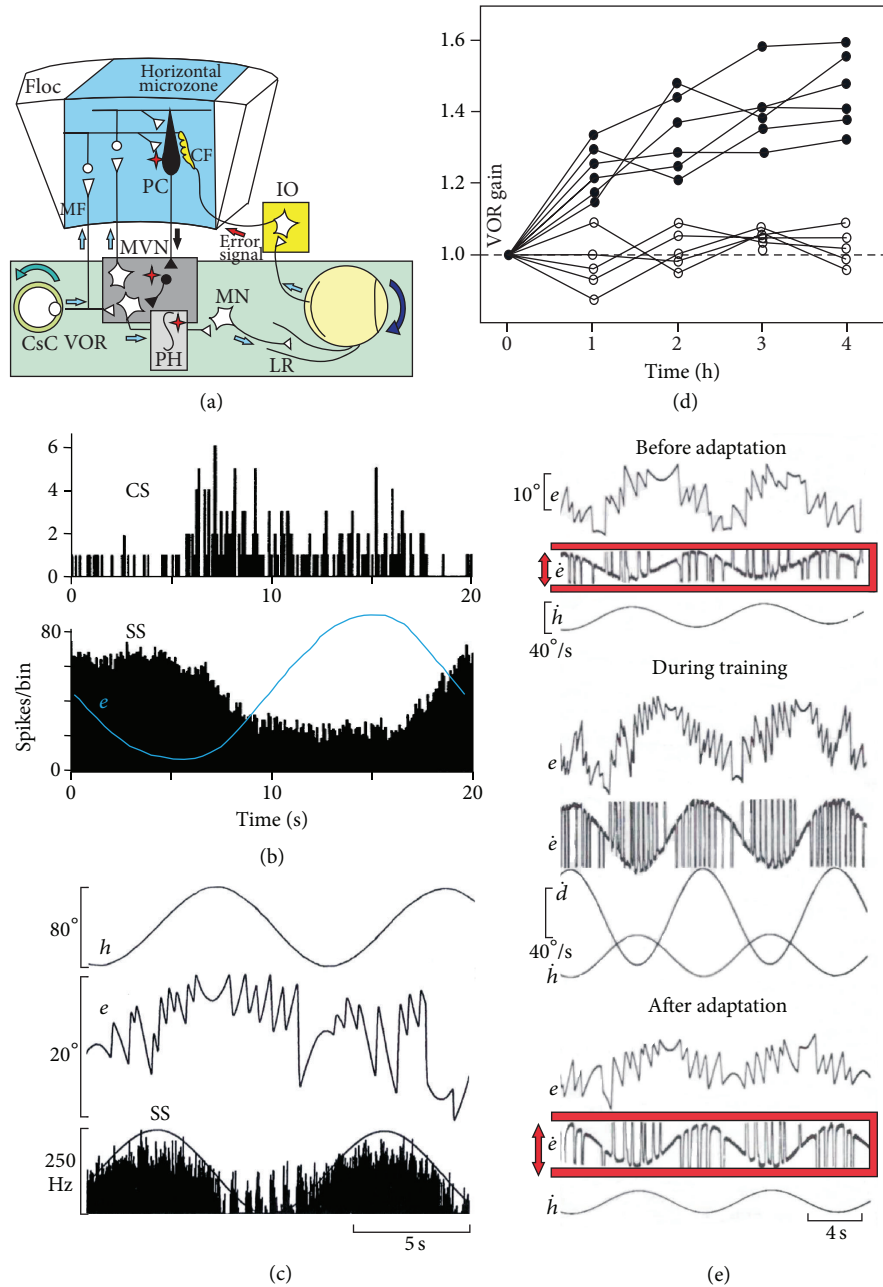 Floc
Horizontal
microzone
CF
PC
MF
IO
Error
signal
MVN
MN
CsC VOR
PH
LR
(a)
6
4
2
0
CS
0 10 20
80
0
Spikes/bin
SS
e
0 10 20
Time (s)
(b)
80°
h
20°
e
SS
250
Hz
5 s
(c)
1.6
1.4
1.2
1.0
VOR gain
0 1 2 3 4
Time (h)
(d)
Before adaptation
10° e
ė
ḣ
40°/s
During training
e
ė
ḋ
40°/s
ḣ
After adaptation
e
ė
ḣ
4 s
(e)